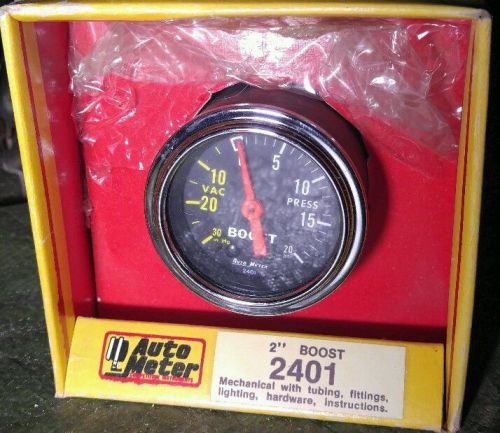 5
10
VAC
20
30
In. Hg.
10
PRESS
15
20
BOOST
AUTO METER
2401
Auto
Meter
2" BOOST
2401
Mechanical with tubing, fittings,
lighting, hardware, instructions.